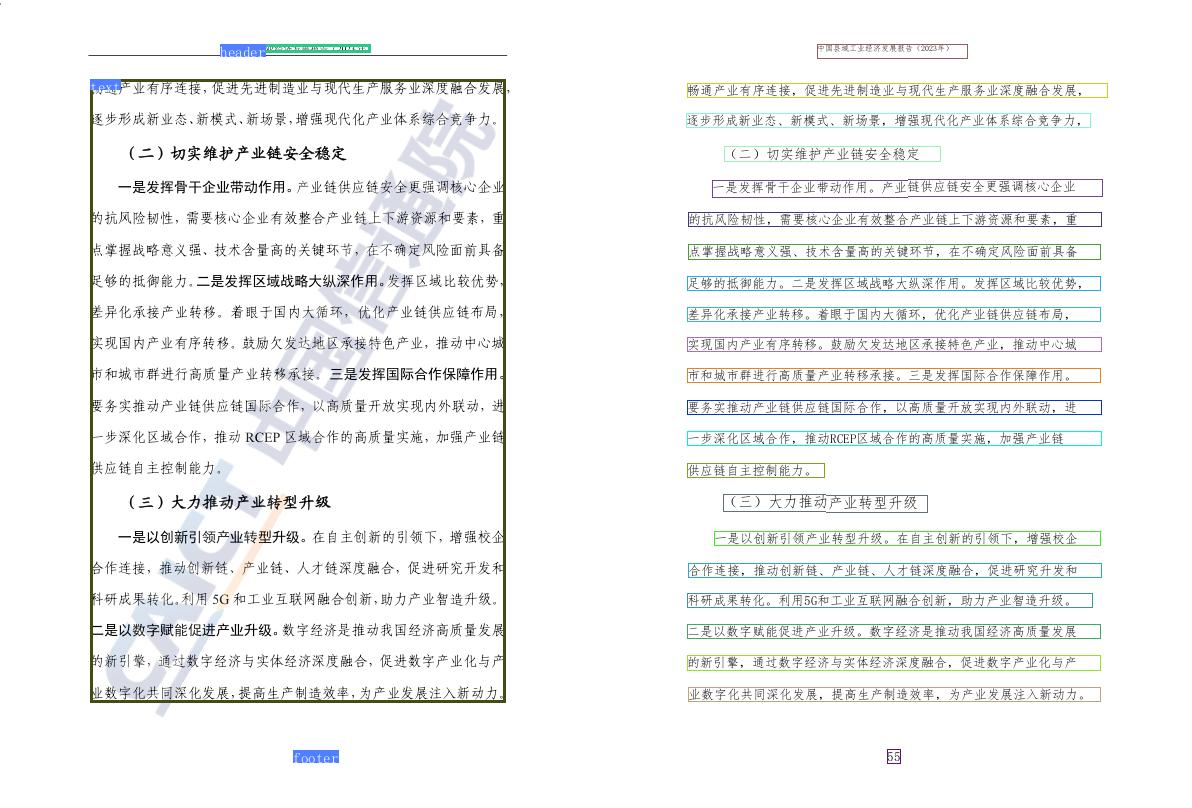 header
text
产业有序连接，促进先进制造业与现代生产服务业深度融合发展，
逐步形成新业态、新模式、新场景，增强现代化产业体系综合竞争力。
（二）切实维护产业链安全稳定
一是发挥骨干企业带动作用。产业链供应链安全更强调核心企业
的抗风险韧性，需要核心企业有效整合产业链上下游资源和要素，重
点掌握战略意义强、技术含量高的关键环节，在不确定风险面前具备
足够的抵御能力。二是发挥区域战略大纵深作用。发挥区域比较优势，
差异化承接产业转移。着眼于国内大循环，优化产业链供应链布局，
实现国内产业有序转移。鼓励欠发达地区承接特色产业，推动中心城
市和城市群进行高质量产业转移承接。三是发挥国际合作保障作用。
要务实推动产业链供应链国际合作，以高质量开放实现内外联动，进
一步深化区域合作，推动 RCEP 区域合作的高质量实施，加强产业链
供应链自主控制能力。
（三）大力推动产业转型升级
一是以创新引领产业转型升级。在自主创新的引领下，增强校企
合作连接，推动创新链、产业链、人才链深度融合，促进研究开发和
科研成果转化。利用 5G 和工业互联网融合创新，助力产业智造升级。
二是以数字赋能促进产业升级。数字经济是推动我国经济高质量发展
的新引擎，通过数字经济与实体经济深度融合，促进数字产业化与产
业数字化共同深化发展，提高生产制造效率，为产业发展注入新动力。
CAICT 中国信通院
footer
中国县域工业经济发展报告（2023年）
畅通产业有序连接，促进先进制造业与现代生产服务业深度融合发展，
逐步形成新业态、新模式、新场景，增强现代化产业体系综合竞争力，
（二）切实维护产业链安全稳定
一是发挥骨干企业带动作用。产业链供应链安全更强调核心企业
的抗风险韧性，需要核心企业有效整合产业链上下游资源和要素，重
点掌握战略意义强、技术含量高的关键环节，在不确定风险面前具备
足够的抵御能力。二是发挥区域战略大纵深作用。发挥区域比较优势，
差异化承接产业转移。着眼于国内大循环，优化产业链供应链布局，
实现国内产业有序转移。鼓励欠发达地区承接特色产业，推动中心城
市和城市群进行高质量产业转移承接。三是发挥国际合作保障作用。
要务实推动产业链供应链国际合作，以高质量开放实现内外联动，进
一步深化区域合作，推动RCEP区域合作的高质量实施，加强产业链
供应链自主控制能力。
（三）大力推动产业转型升级
一是以创新引领产业转型升级。在自主创新的引领下，增强校企
合作连接，推动创新链、产业链、人才链深度融合，促进研究开发和
科研成果转化。利用5G和工业互联网融合创新，助力产业智造升级。
二是以数字赋能促进产业升级。数字经济是推动我国经济高质量发展
的新引擎，通过数字经济与实体经济深度融合，促进数字产业化与产
业数字化共同深化发展，提高生产制造效率，为产业发展注入新动力。
55